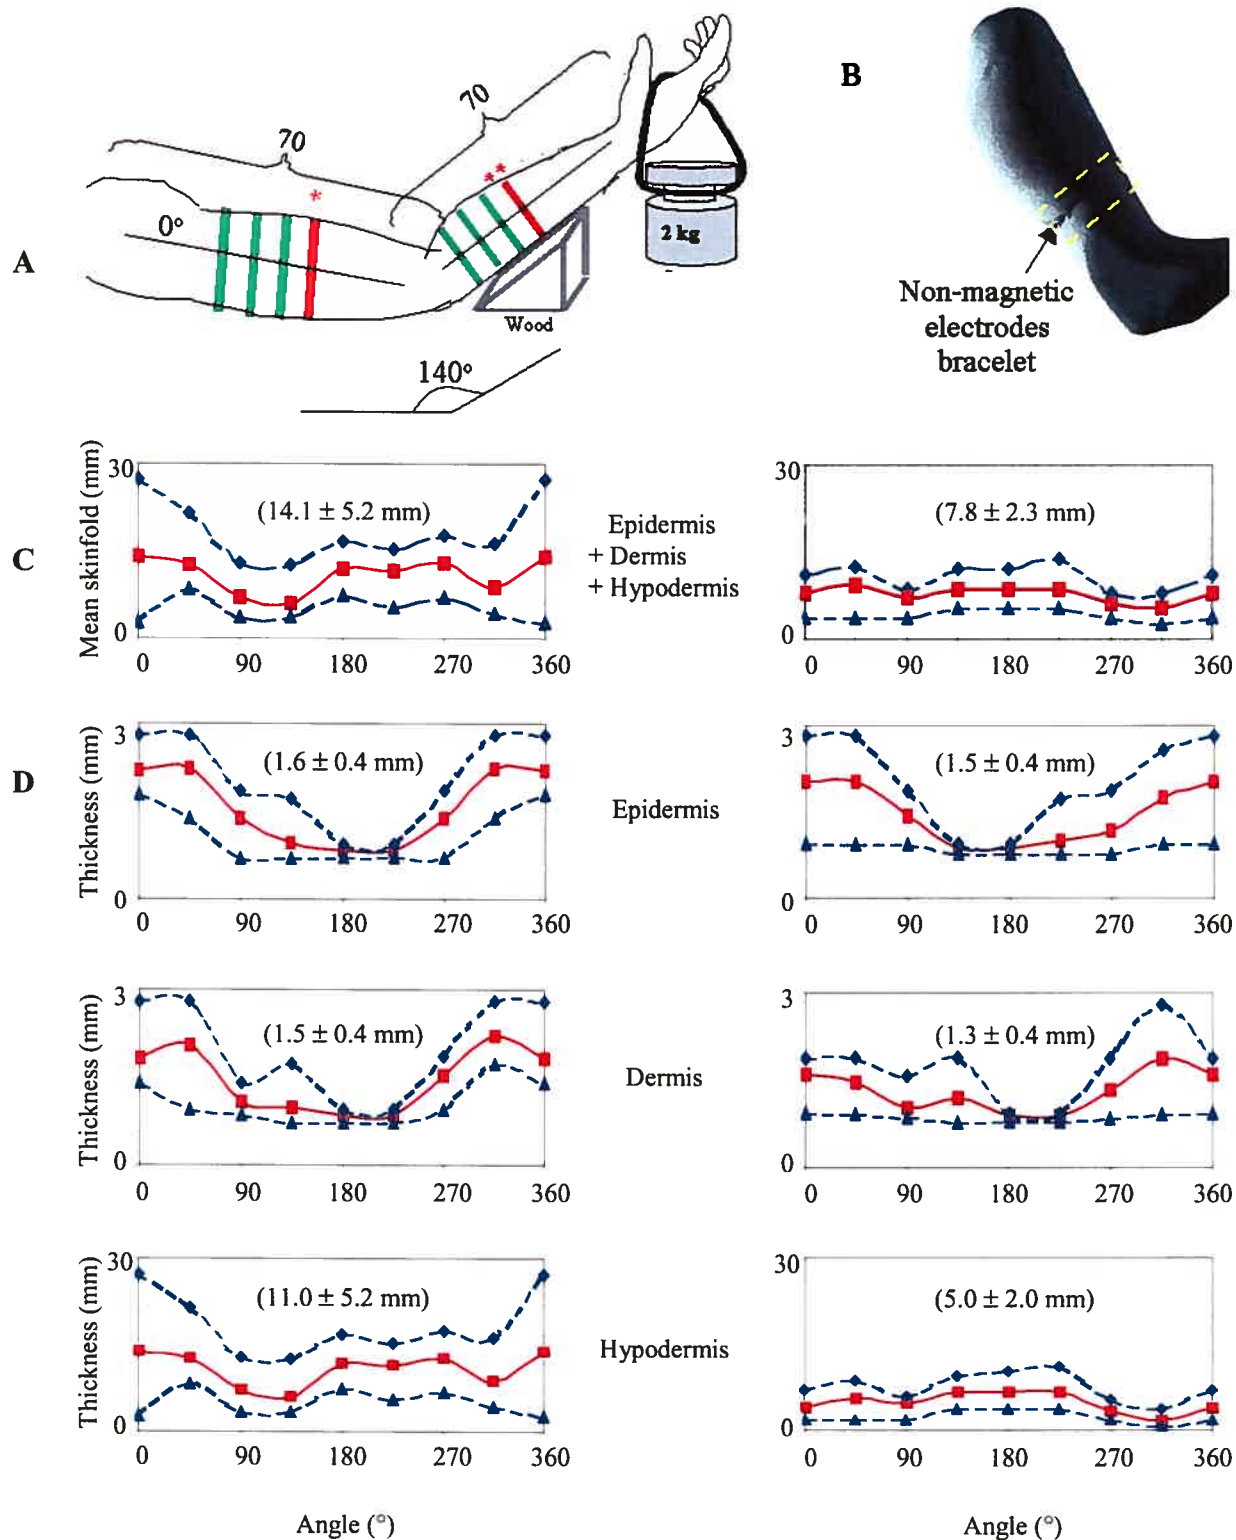 A
70
70
*
**
0°
2 kg
Wood
140°
B
Non-magnetic
electrodes
bracelet
C
Mean skinfold (mm)
30
0
(14.1 ± 5.2 mm)
0 90 180 270 360
Epidermis
+ Dermis
+ Hypodermis
30
0
(7.8 ± 2.3 mm)
0 90 180 270 360
D
Thickness (mm)
3
0
(1.6 ± 0.4 mm)
0 90 180 270 360
Epidermis
3
0
(1.5 ± 0.4 mm)
0 90 180 270 360
Thickness (mm)
3
0
(1.5 ± 0.4 mm)
0 90 180 270 360
Dermis
3
0
(1.3 ± 0.4 mm)
0 90 180 270 360
Thickness (mm)
30
0
(11.0 ± 5.2 mm)
0 90 180 270 360
Hypodermis
30
0
(5.0 ± 2.0 mm)
0 90 180 270 360
Angle (°)
Angle (°)